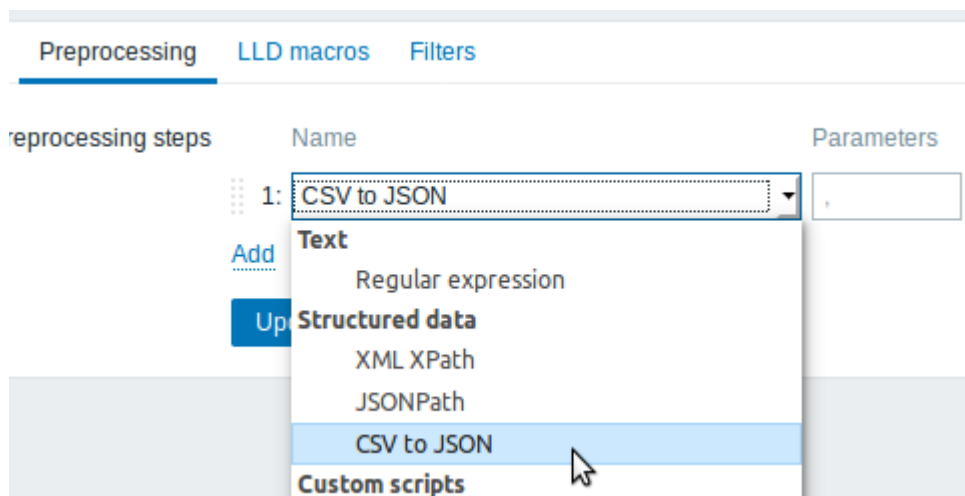 Preprocessing LLD macros Filters
reprocessing steps Name Parameters
1: CSV to JSON ,
Text
Add
Regular expression
Upd Structured data
XML XPath
JSONPath
CSV to JSON
Custom scripts